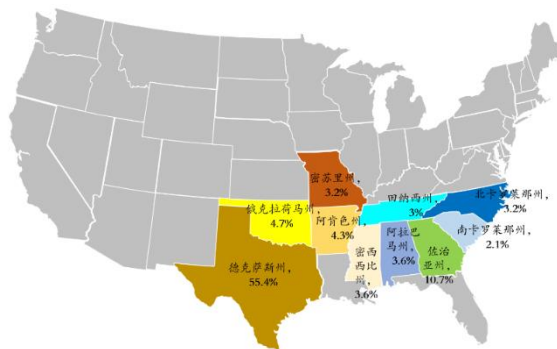 密苏里州,
3.2%
俄克拉荷马州,
4.7%
阿肯色州,
4.3%
田纳西州,
3%
北卡罗莱那州,
3.2%
南卡罗莱那州,
2.1%
德克萨斯州,
55.4%
密西
西比
州,
3.6%
阿拉巴
马州,
3.6%
佐治
亚州,
10.7%